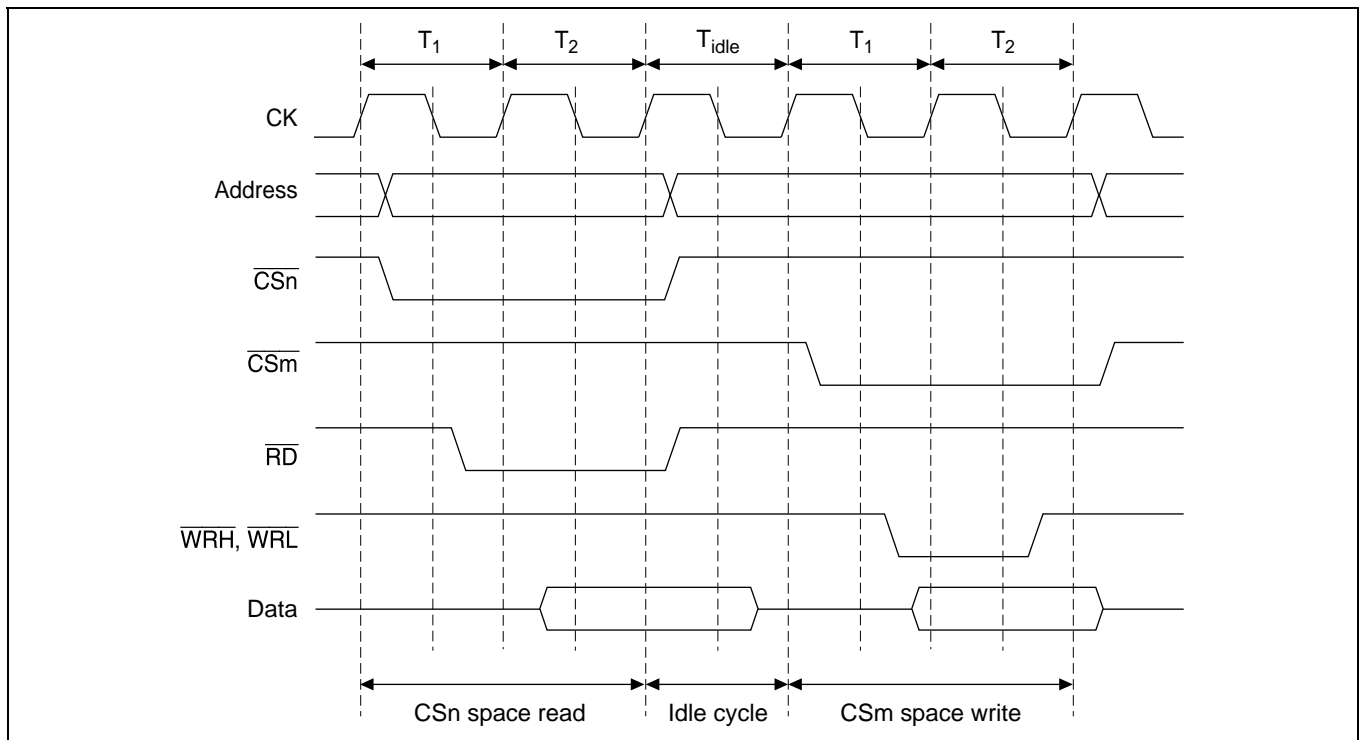 T1 T2 Tidle T1 T2
CK
Address
CSn
CSm
RD
WRH, WRL
Data
CSn space read Idle cycle CSm space write